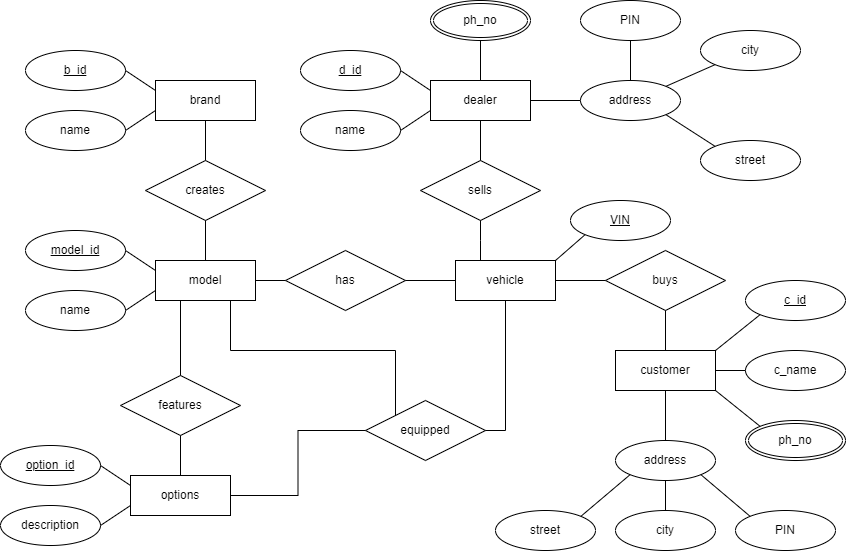 ph_no
PIN
b_id
d_id
city
brand
dealer
address
name
name
street
creates
sells
VIN
model_id
model
has
vehicle
buys
c_id
name
customer
c_name
features
equipped
ph_no
option_id
address
options
description
street
city
PIN